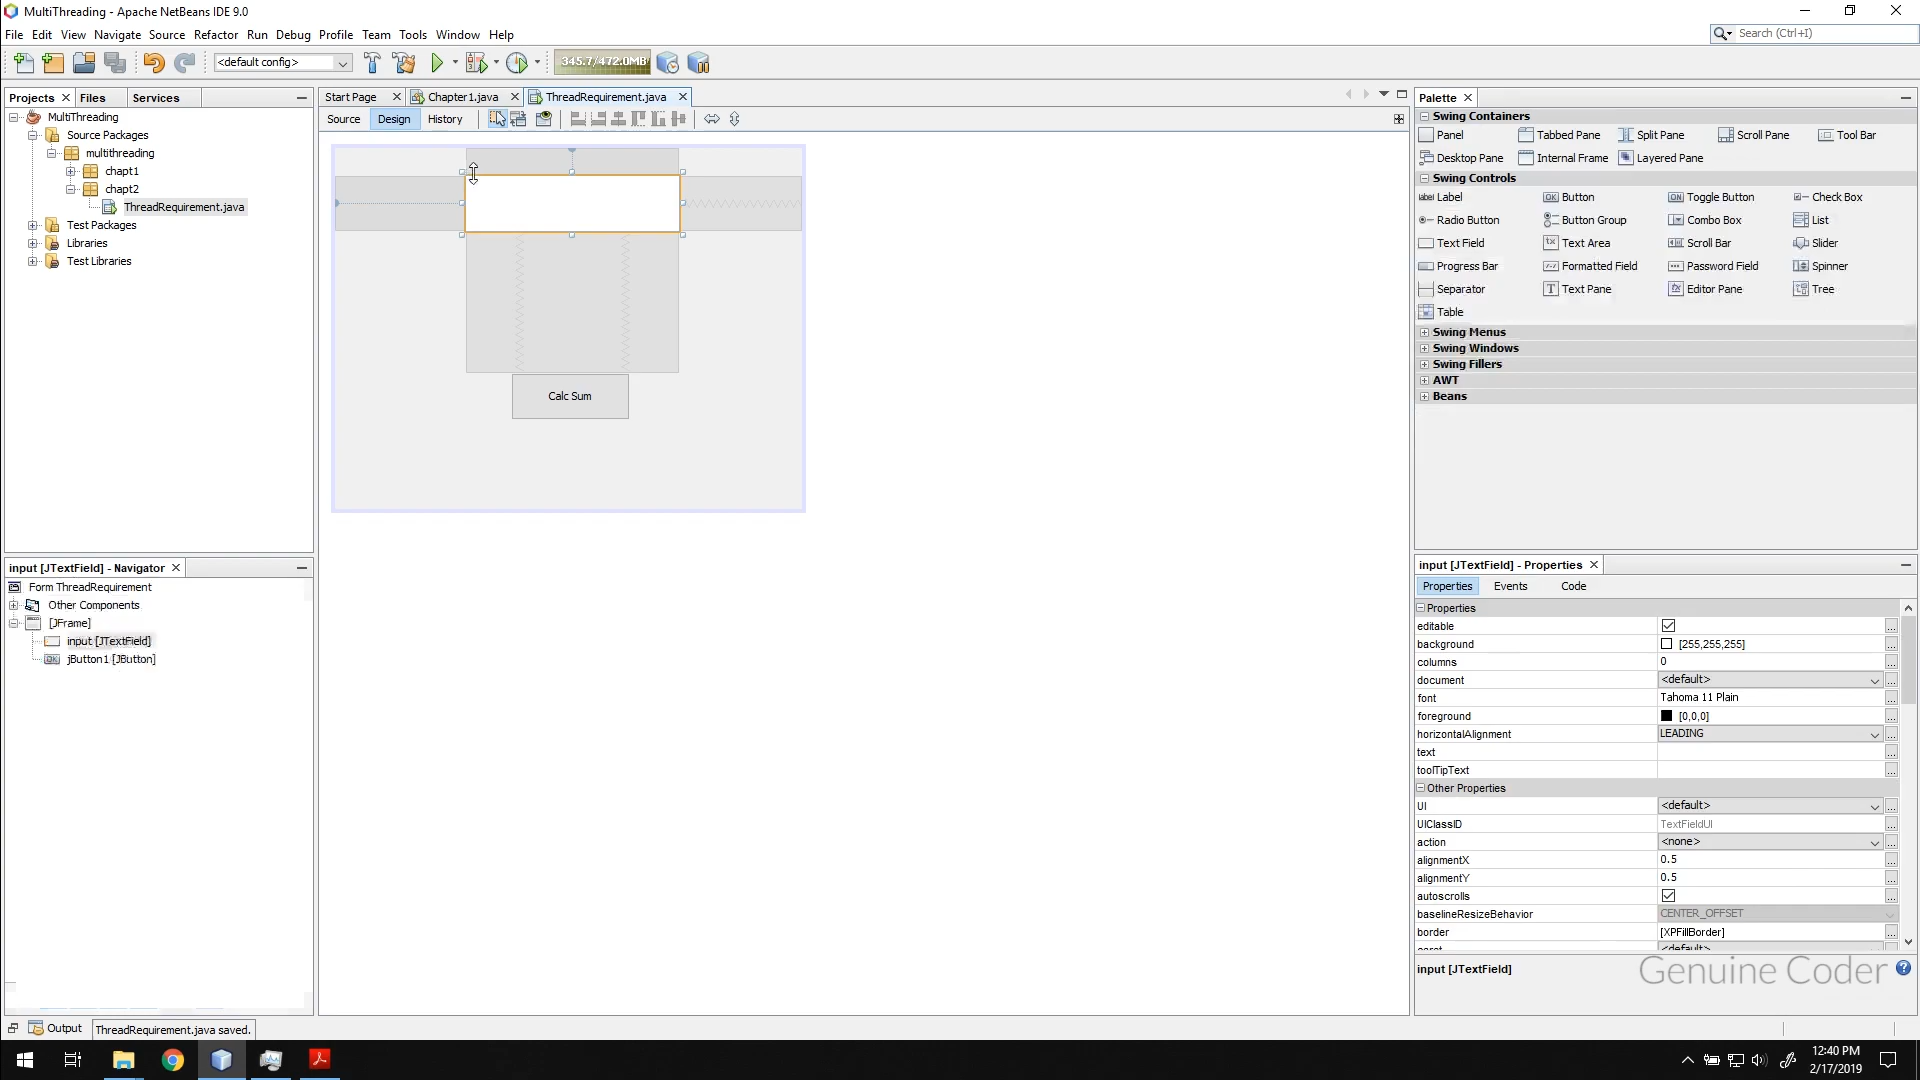 MultiThreading - Apache NetBeans IDE 9.0
File Edit View Navigate Source Refactor Run Debug Profile Team Tools Window Help
Search (Ctrl+I)
<default config>
345.7/472.0MB
Projects Files Services
MultiThreading
Source Packages
multithreading
chapt1
chapt2
ThreadRequirement.java
Test Packages
Libraries
Test Libraries
Start Page Chapter1.java ThreadRequirement.java
Source Design History
Calc Sum
Palette
Swing Containers
Panel Tabbed Pane Split Pane Scroll Pane Tool Bar
Desktop Pane Internal Frame Layered Pane
Swing Controls
Label Button Toggle Button Check Box
Radio Button Button Group Combo Box List
Text Field Text Area Scroll Bar Slider
Progress Bar Formatted Field Password Field Spinner
Separator Text Pane Editor Pane Tree
Table
Swing Menus
Swing Windows
Swing Fillers
AWT
Beans
input [JTextField] - Navigator
Form ThreadRequirement
Other Components
[JFrame]
input [JTextField]
jButton1 [JButton]
input [JTextField] - Properties
Properties Events Code
Properties
editable
background [255,255,255]
columns 0
document <default>
font Tahoma 11 Plain
foreground [0,0,0]
horizontalAlignment LEADING
text
toolTipText
Other Properties
UI <default>
UIClassID TextFieldUI
action <none>
alignmentX 0.5
alignmentY 0.5
autoscrolls
baselineResizeBehavior CENTER_OFFSET
border [XPFillBorder]
caret <default>
input [JTextField]
Genuine Coder
Output
ThreadRequirement.java saved.
12:40 PM
2/17/2019